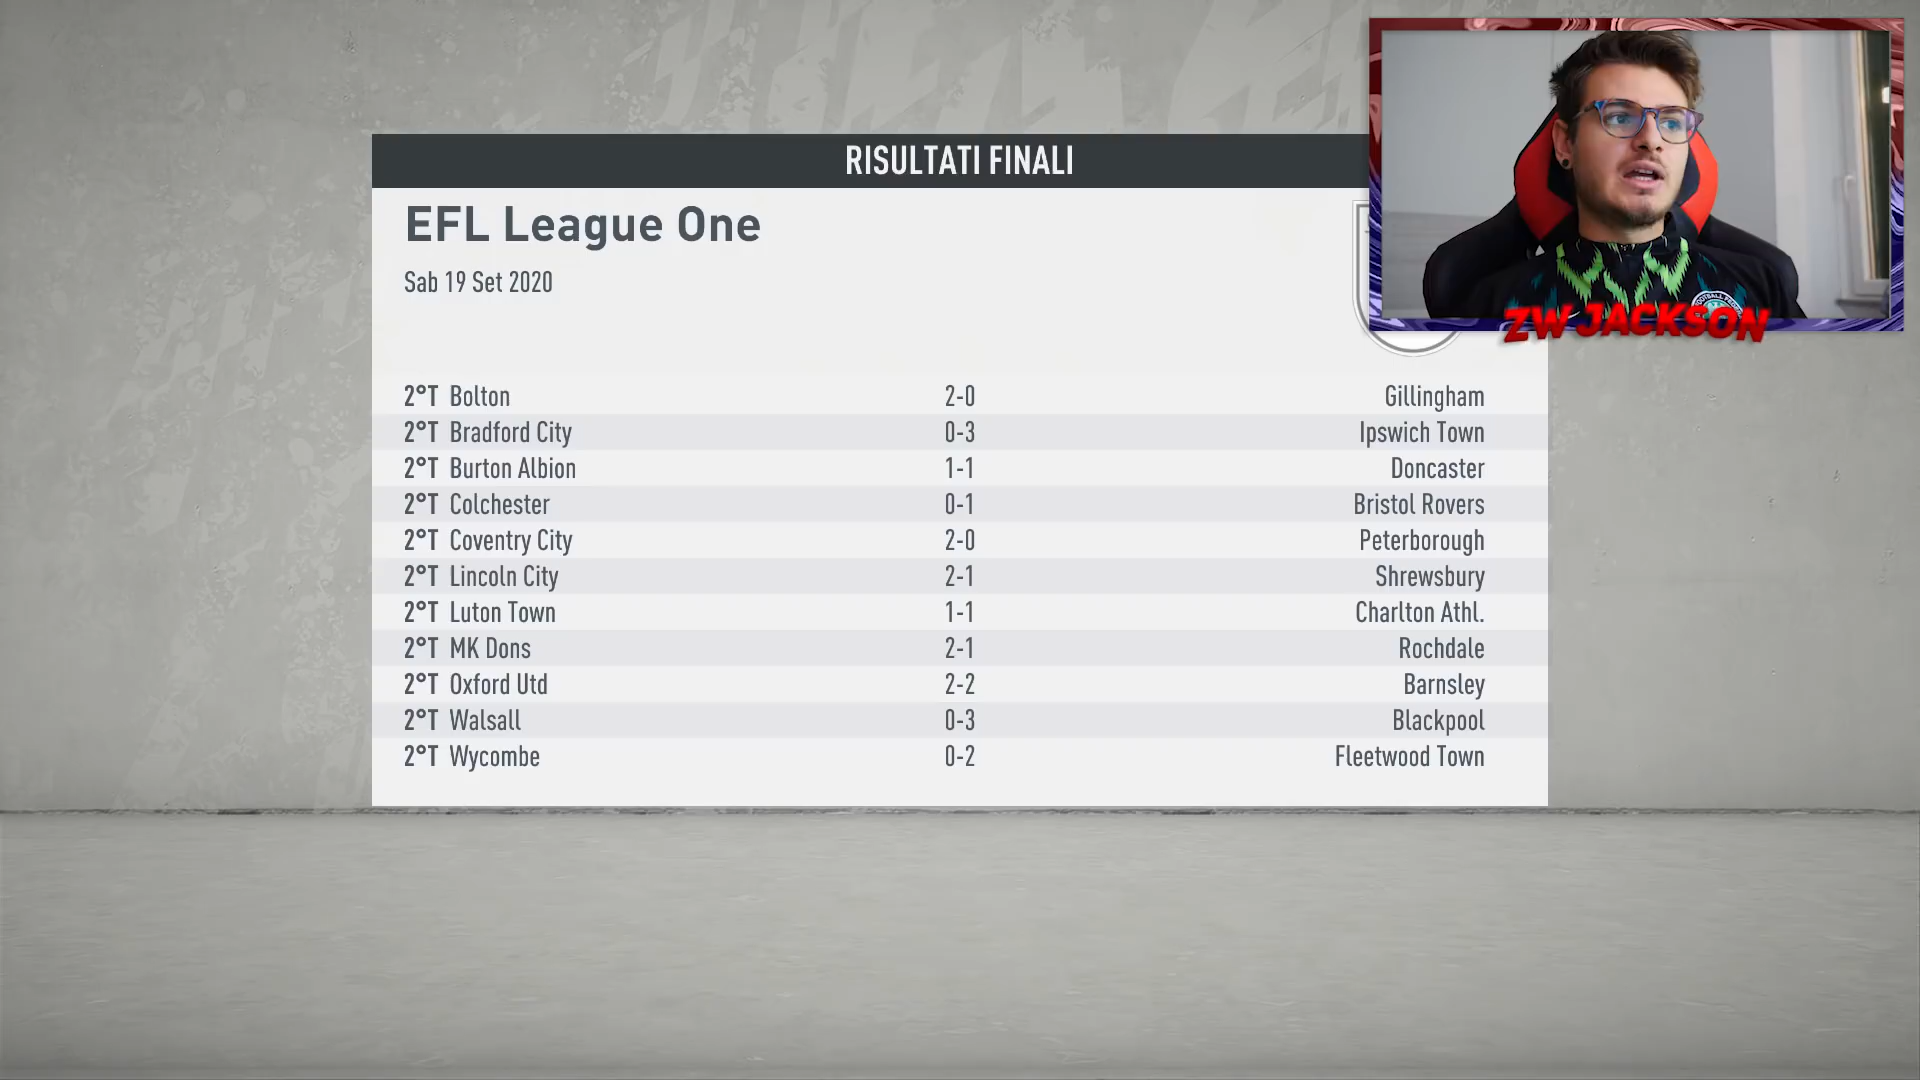 RISULTATI FINALI
EFL League One
Sab 19 Set 2020
2°T Bolton 2-0 Gillingham
2°T Bradford City 0-3 Ipswich Town
2°T Burton Albion 1-1 Doncaster
2°T Colchester 0-1 Bristol Rovers
2°T Coventry City 2-0 Peterborough
2°T Lincoln City 2-1 Shrewsbury
2°T Luton Town 1-1 Charlton Athl.
2°T MK Dons 2-1 Rochdale
2°T Oxford Utd 2-2 Barnsley
2°T Walsall 0-3 Blackpool
2°T Wycombe 0-2 Fleetwood Town
ZW JACKSON